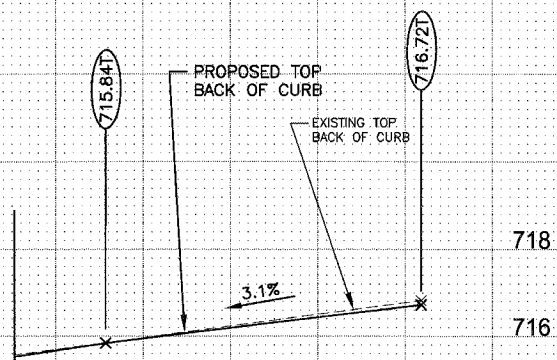 715.84T
716.72T
PROPOSED TOP
BACK OF CURB
EXISTING TOP
BACK OF CURB
3.1%
718
716